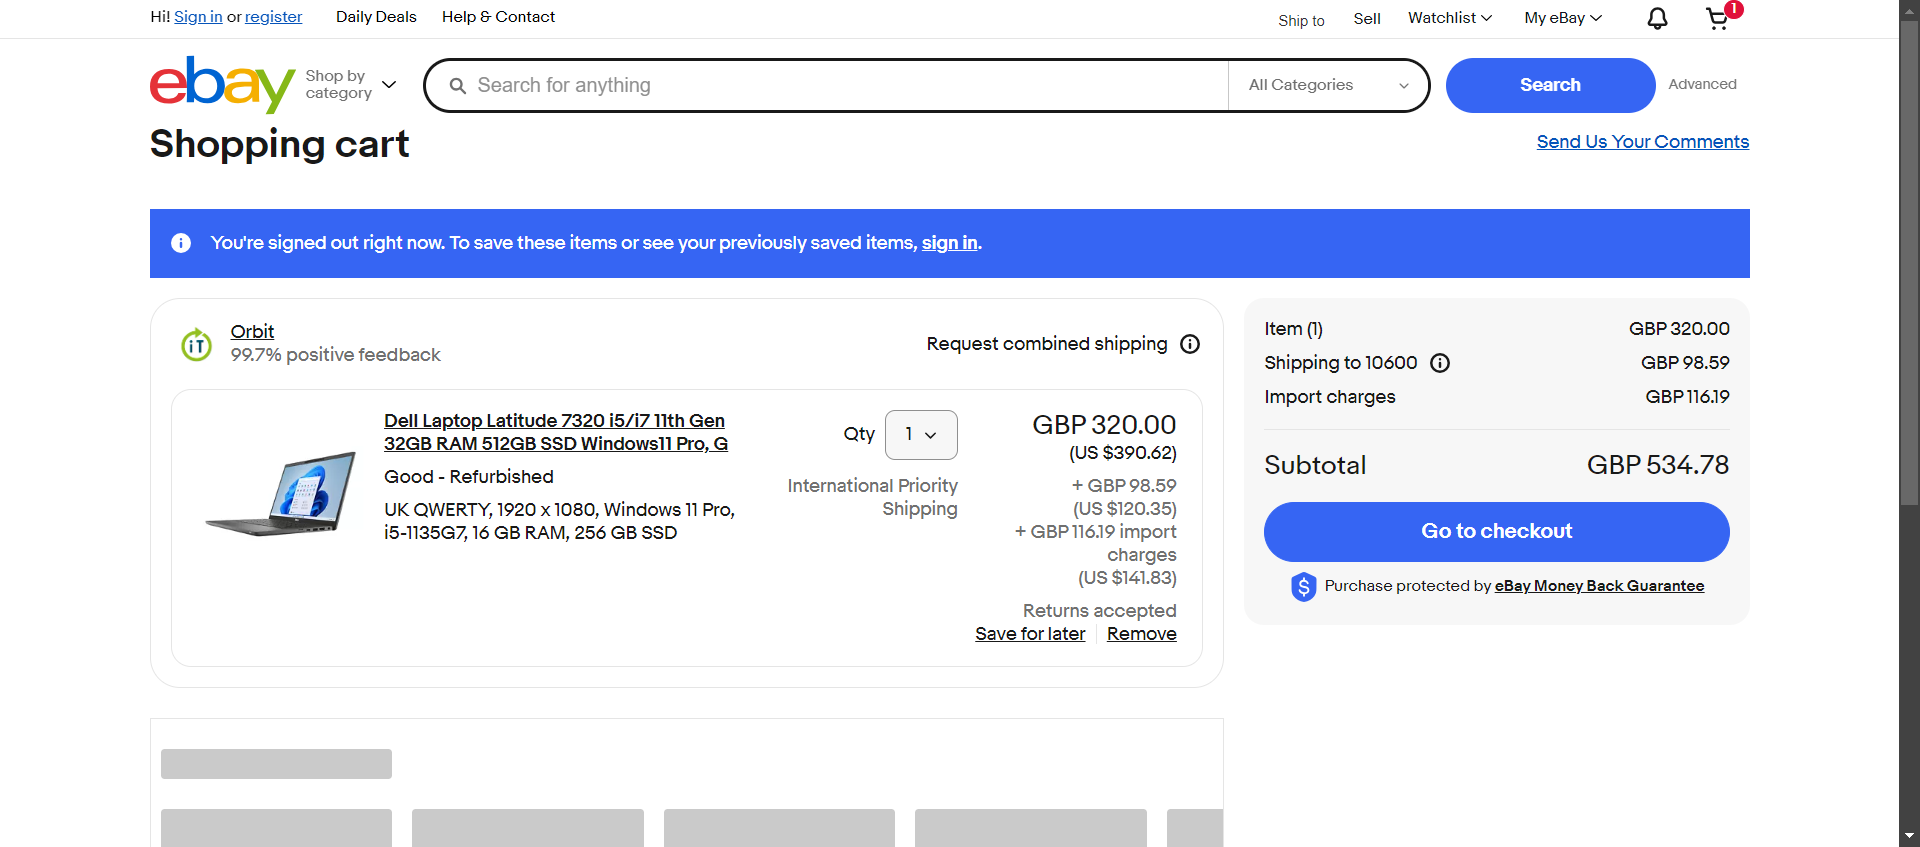 Hi! Sign in or register
Daily Deals
Help & Contact
Ship to
Sell
Watchlist
My eBay
1
ebay
Shop by
category
Search for anything
All Categories
Search
Advanced
Shopping cart
Send Us Your Comments
You're signed out right now. To save these items or see your previously saved items, sign in.
iT
Orbit
99.7% positive feedback
Request combined shipping
Dell Laptop Latitude 7320 i5/i7 11th Gen
32GB RAM 512GB SSD Windows11 Pro, G
Good - Refurbished
UK QWERTY, 1920 x 1080, Windows 11 Pro,
i5-1135G7, 16 GB RAM, 256 GB SSD
Qty
1
International Priority
Shipping
GBP 320.00
(US $390.62)
+ GBP 98.59
(US $120.35)
+ GBP 116.19 import
charges
(US $141.83)
Returns accepted
Save for later
Remove
Item (1)
GBP 320.00
Shipping to 10600
GBP 98.59
Import charges
GBP 116.19
Subtotal
GBP 534.78
Go to checkout
Purchase protected by eBay Money Back Guarantee